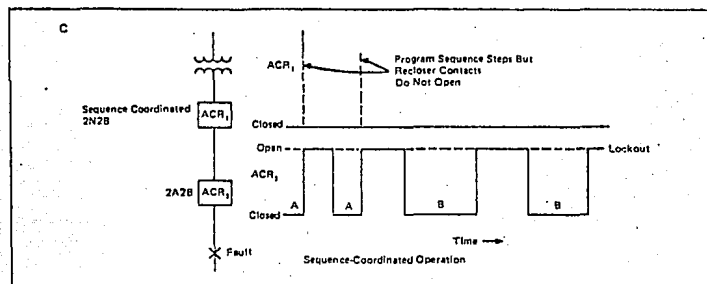 C
Sequence Coordinated
2N2B
ACR₁
2A2B
ACR₂
Fault
ACR₁
Program Sequence Steps But
Recloser Contacts
Do Not Open
Closed
Open
Lockout
ACR₂
Closed
A
A
B
B
Time
Sequence-Coordinated Operation